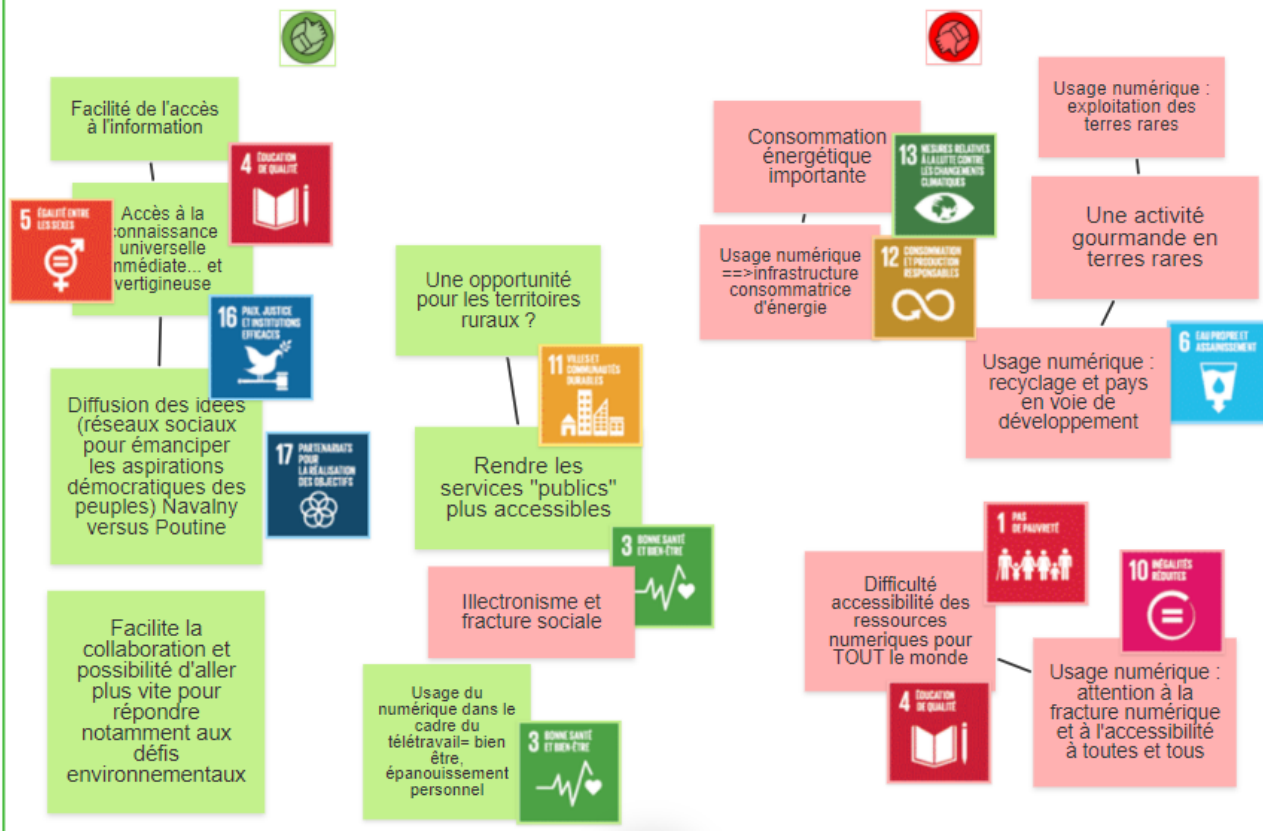 Facilité de l'accès
à l'information
4 ÉDUCATION
DE QUALITÉ
5 ÉGALITÉ ENTRE
LES SEXES
Accès à la
connaissance
universelle
immédiate... et
vertigineuse
16 PAIX, JUSTICE
ET INSTITUTIONS
EFFICACES
Diffusion des idées
(réseaux sociaux
pour émanciper
les aspirations
démocratiques des
peuples) Navalny
versus Poutine
17 PARTENARIATS
POUR
LA RÉALISATION
DES OBJECTIFS
Facilite la
collaboration et
possibilité d'aller
plus vite pour
répondre
notamment aux
défis
environnementaux
Une opportunité
pour les territoires
ruraux ?
11 VILLES ET
COMMUNAUTÉS
DURABLES
Rendre les
services "publics"
plus accessibles
3 BONNE SANTÉ
ET BIEN-ÊTRE
Illectronisme et
fracture sociale
Usage du
numérique dans le
cadre du
télétravail= bien
être,
épanouissement
personnel
3 BONNE SANTÉ
ET BIEN-ÊTRE
Consommation
énergétique
importante
13 MESURES RELATIVES
À LA LUTTE CONTRE
LES CHANGEMENTS
CLIMATIQUES
Usage numérique
==>infrastructure
consommatrice
d'énergie
12 CONSOMMATION
ET PRODUCTION
RESPONSABLES
Usage numérique :
exploitation des
terres rares
Une activité
gourmande en
terres rares
Usage numérique :
recyclage et pays
en voie de
développement
6 EAU PROPRE ET
ASSAINISSEMENT
1 PAS
DE PAUVRETÉ
Difficulté
accessibilité des
ressources
numeriques pour
TOUT le monde
10 INÉGALITÉS
RÉDUITES
4 ÉDUCATION
DE QUALITÉ
Usage numérique :
attention à la
fracture numérique
et à l'accessibilité
à toutes et tous